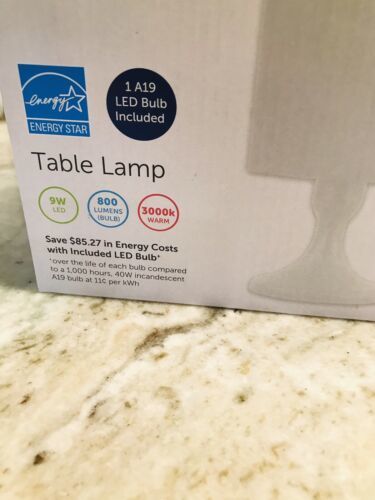 energy
ENERGY STAR
1 A19
LED Bulb
Included
Table Lamp
9W
LED
800
LUMENS
(BULB)
3000k
WARM
Save $85.27 in Energy Costs
with Included LED Bulb*
*over the life of each bulb compared
to a 1,000 hours, 40W incandescent
A19 bulb at 11¢ per kWh